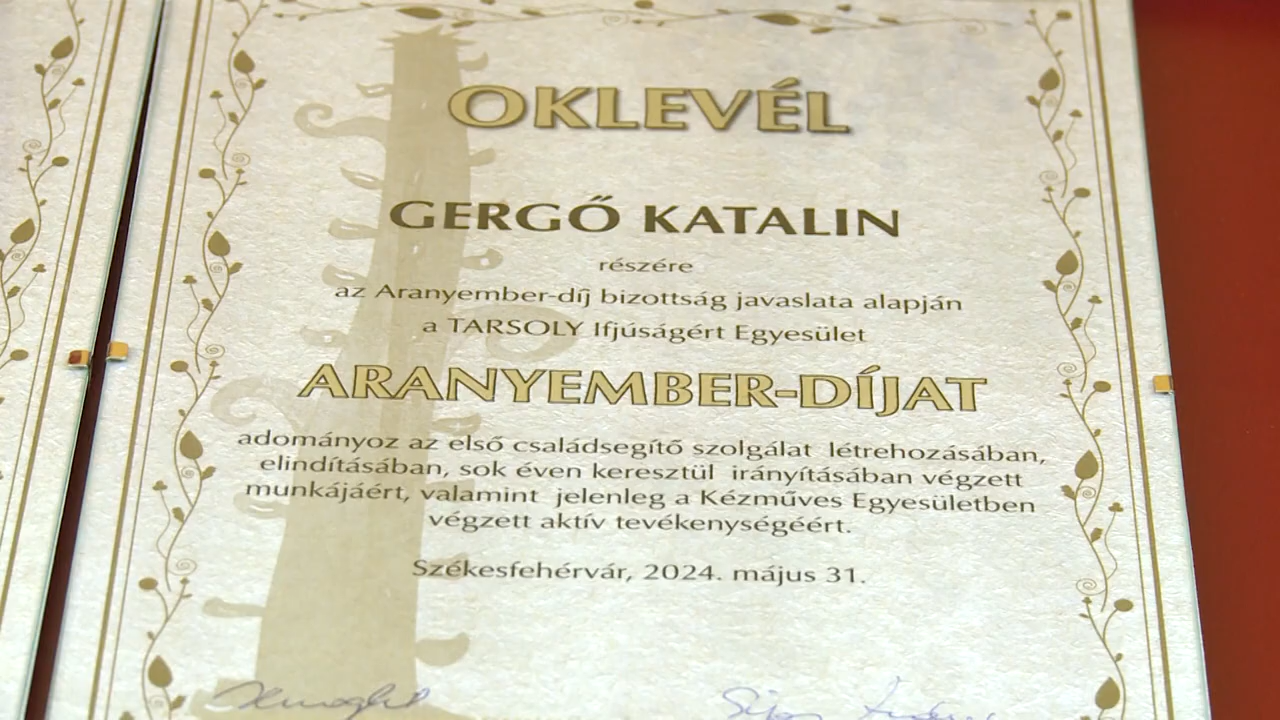 OKLEVÉL
GERGŐ KATALIN
részére
az Aranyember-díj bizottság javaslata alapján
a TARSOLY Ifjúságért Egyesület
ARANYEMBER-DÍJAT
adományoz az első családsegítő szolgálat létrehozásában,
elindításában, sok éven keresztül irányításában végzett
munkájáért, valamint jelenleg a Kézműves Egyesületben
végzett aktív tevékenységéért.
Székesfehérvár, 2024. május 31.